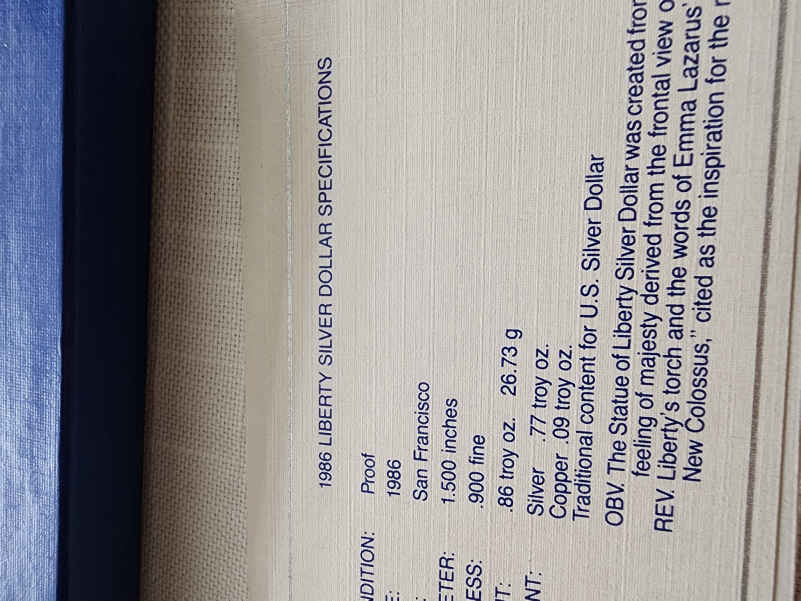 1986 LIBERTY SILVER DOLLAR SPECIFICATIONS
NDITION: Proof
E: 1986
: San Francisco
ETER: 1.500 inches
ESS: .900 fine
T: .86 troy oz. 26.73 g
NT: Silver .77 troy oz.
Copper .09 troy oz.
Traditional content for U.S. Silver Dollar
OBV. The Statue of Liberty Silver Dollar was created from
feeling of majesty derived from the frontal view o
REV. Liberty's torch and the words of Emma Lazarus'
New Colossus," cited as the inspiration for the